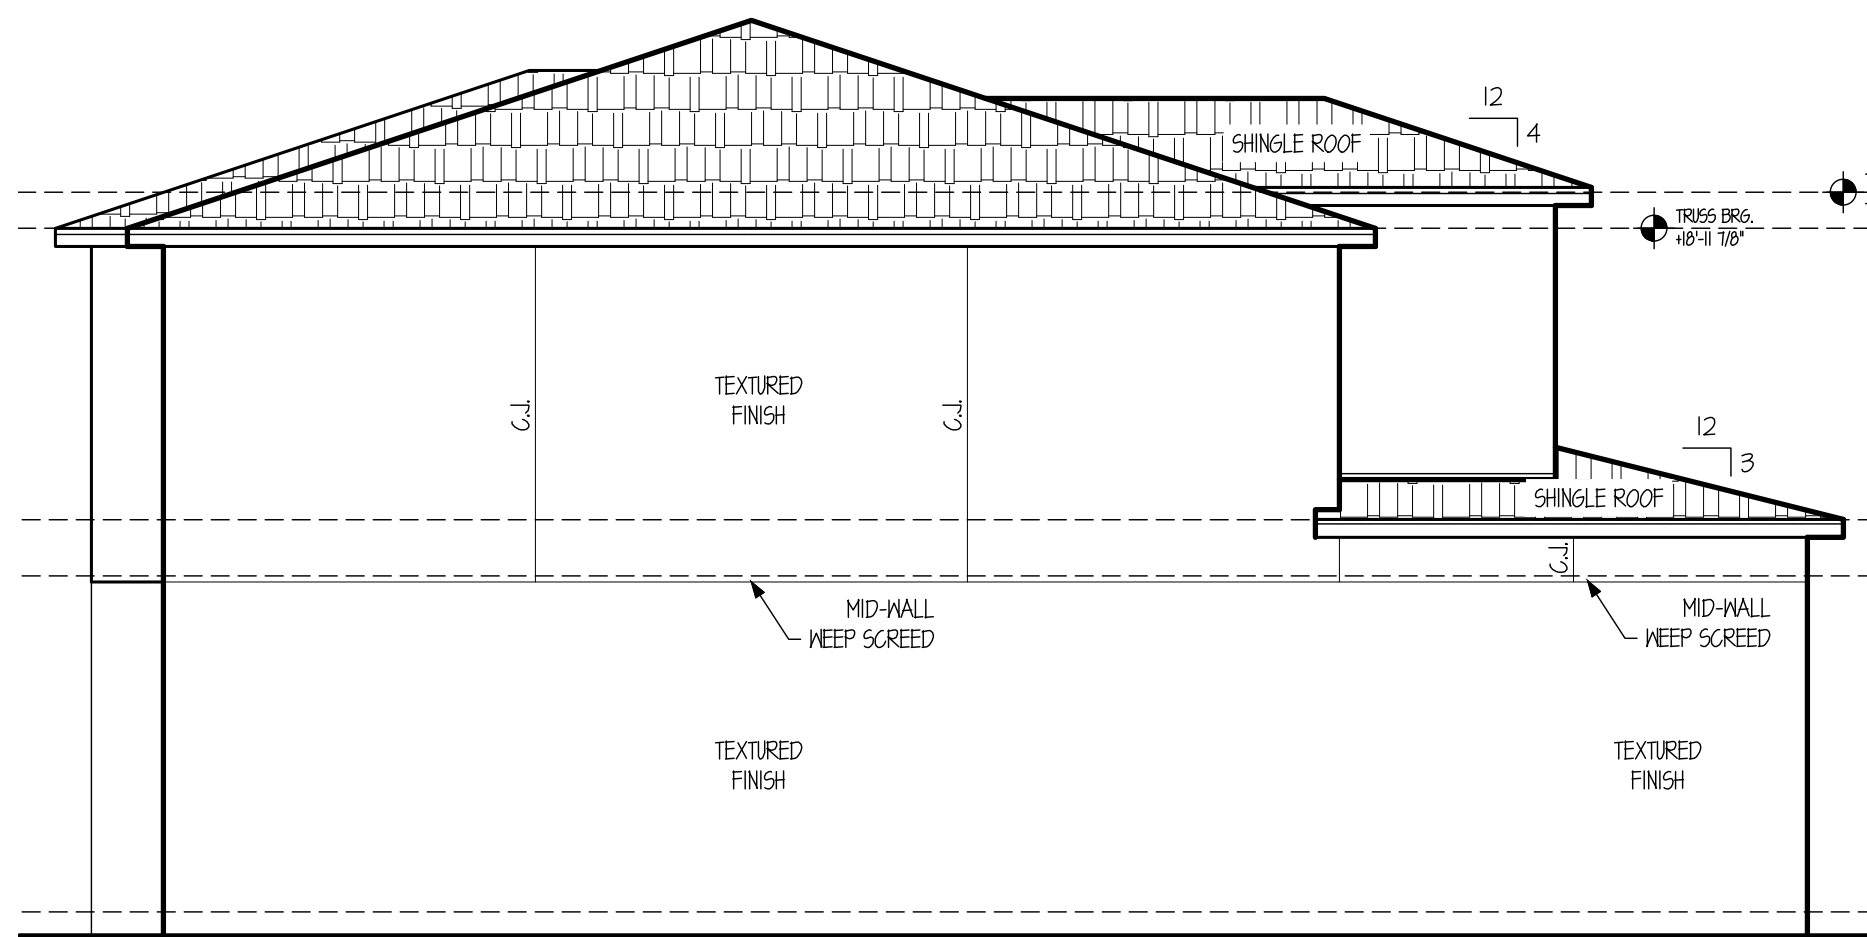 12
4
SHINGLE ROOF
TRUSS BRG.
+18'-11 7/8"
TEXTURED
FINISH
C.J.
C.J.
12
3
SHINGLE ROOF
C.J.
MID-WALL
WEEP SCREED
MID-WALL
WEEP SCREED
TEXTURED
FINISH
TEXTURED
FINISH